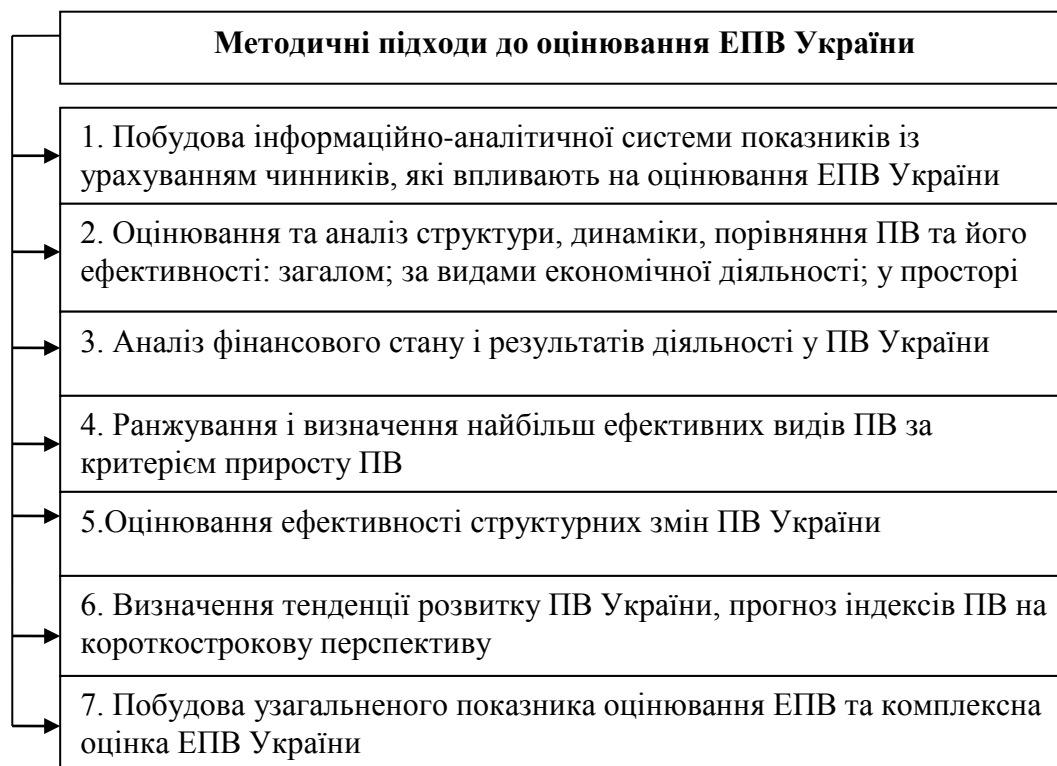 Методичні підходи до оцінювання ЕПВ України
1. Побудова інформаційно-аналітичної системи показників із
урахуванням чинників, які впливають на оцінювання ЕПВ України
2. Оцінювання та аналіз структури, динаміки, порівняння ПВ та його
ефективності: загалом; за видами економічної діяльності; у просторі
3. Аналіз фінансового стану і результатів діяльності у ПВ України
4. Ранжування і визначення найбільш ефективних видів ПВ за
критерієм приросту ПВ
5.Оцінювання ефективності структурних змін ПВ України
6. Визначення тенденції розвитку ПВ України, прогноз індексів ПВ на
короткострокову перспективу
7. Побудова узагальненого показника оцінювання ЕПВ та комплексна
оцінка ЕПВ України